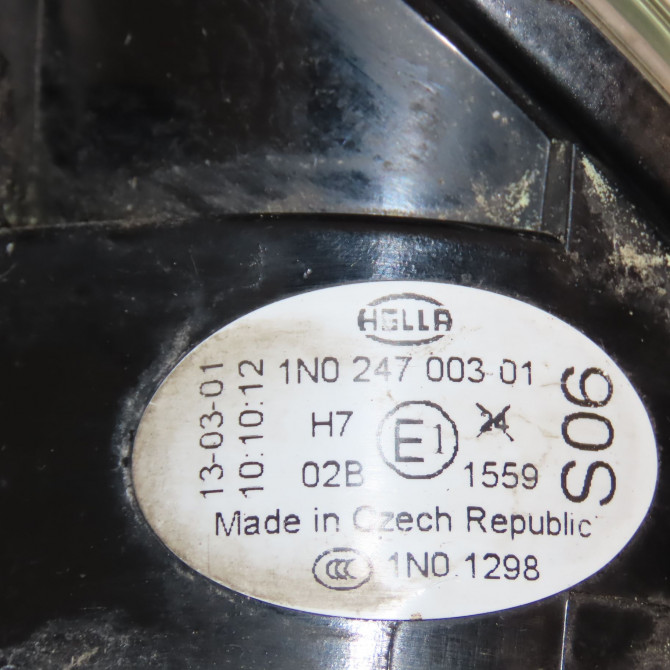 HELLA
1N0 247 003-01
H7 E1 24
02B 1559
Made in Czech Republic
CCC 1N0 1298
13-03-01
10:10:12
S06